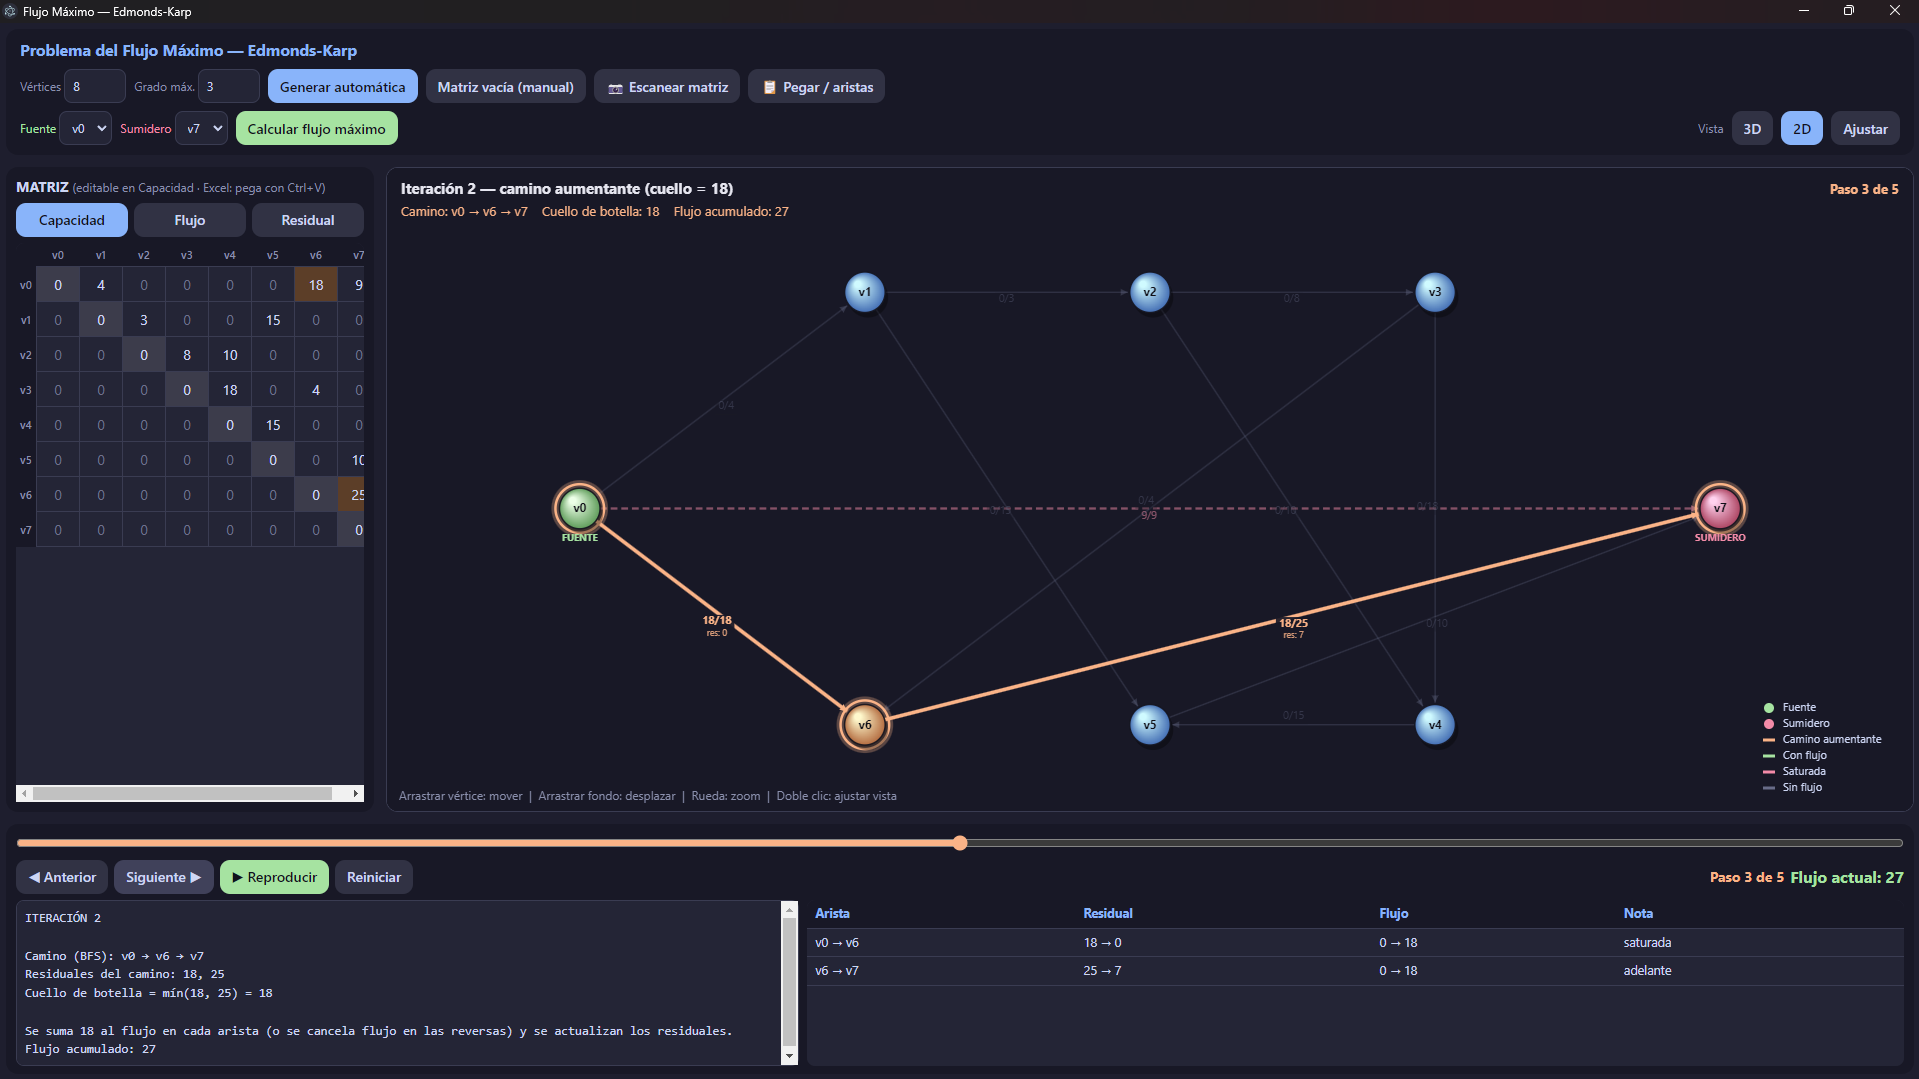 Flujo Máximo — Edmonds-Karp
Problema del Flujo Máximo — Edmonds-Karp
Vértices 8 Grado máx. 3 Generar automática Matriz vacía (manual) Escanear matriz Pegar / aristas
Fuente v0 Sumidero v7 Calcular flujo máximo Vista 3D 2D Ajustar
MATRIZ (editable en Capacidad · Excel: pega con Ctrl+V)
Capacidad Flujo Residual
v0 v1 v2 v3 v4 v5 v6 v7
v0 0 4 0 0 0 0 18 9
v1 0 0 3 0 0 15 0 0
v2 0 0 0 8 10 0 0 0
v3 0 0 0 0 18 0 4 0
v4 0 0 0 0 0 15 0 0
v5 0 0 0 0 0 0 0 10
v6 0 0 0 0 0 0 0 25
v7 0 0 0 0 0 0 0 0
Iteración 2 — camino aumentante (cuello = 18)
Paso 3 de 5
Camino: v0 → v6 → v7 Cuello de botella: 18 Flujo acumulado: 27
v1
v2
v3
0/3
0/8
0/4
v0
FUENTE
0/4
9/9
v7
SUMIDERO
18/18
res: 0
18/25
res: 7
0/10
v6
v5
0/15
v4
Fuente
Sumidero
Camino aumentante
Con flujo
Saturada
Sin flujo
Arrastrar vértice: mover | Arrastrar fondo: desplazar | Rueda: zoom | Doble clic: ajustar vista
◀ Anterior Siguiente ▶ ▶ Reproducir Reiniciar
Paso 3 de 5 Flujo actual: 27
ITERACIÓN 2
Camino (BFS): v0 → v6 → v7
Residuales del camino: 18, 25
Cuello de botella = mín(18, 25) = 18
Se suma 18 al flujo en cada arista (o se cancela flujo en las reversas) y se actualizan los residuales.
Flujo acumulado: 27
Arista Residual Flujo Nota
v0 → v6 18 → 0 0 → 18 saturada
v6 → v7 25 → 7 0 → 18 adelante